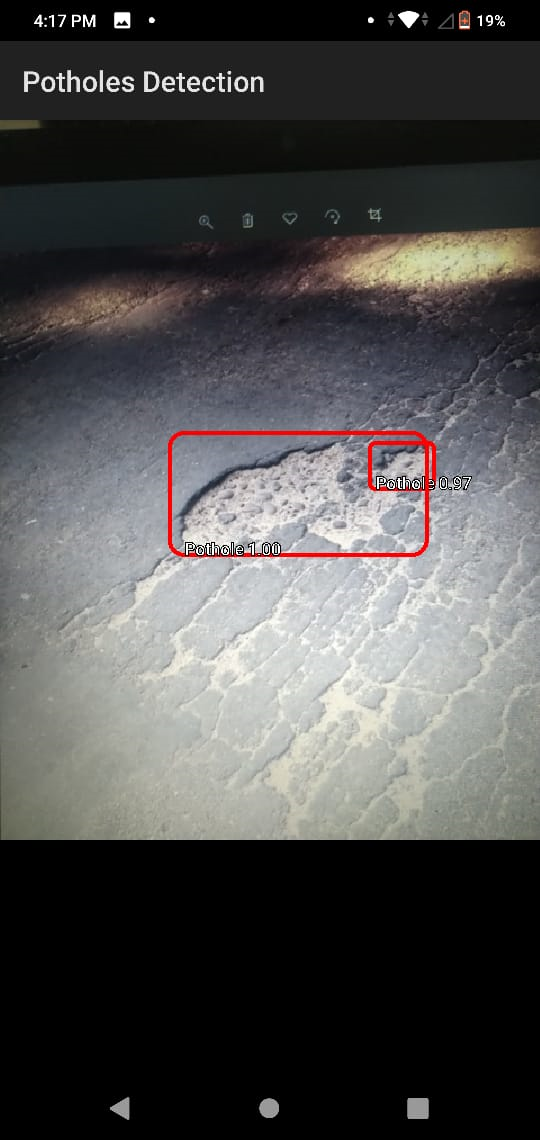 4:17 PM
19%
Potholes Detection
Pothole 0.97
Pothole 1.00